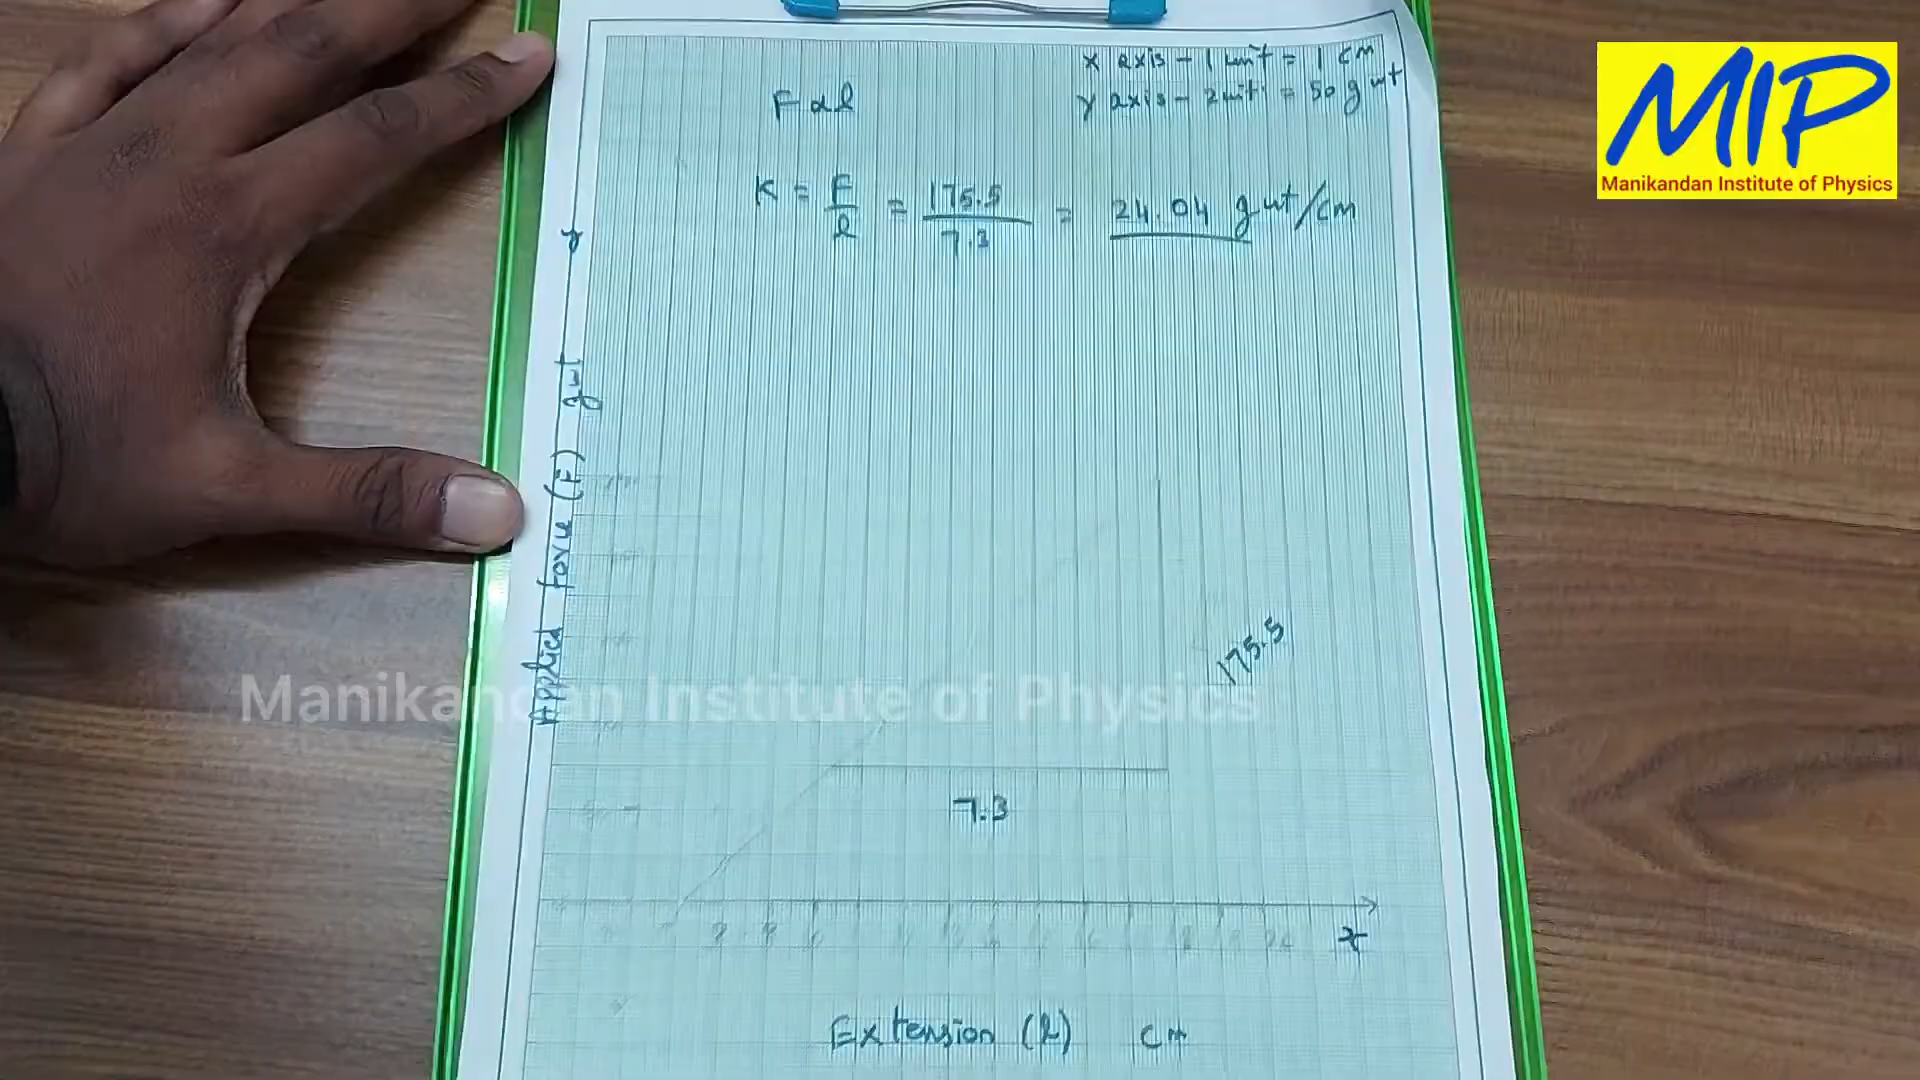 x axis - 1 unit = 1 cm
y axis - 2 unit = 50 gwt
F α l
K = F/l = 175.5/7.3 = 24.04 gwt/cm
y
Applied force (F) gwt
175.5
7.3
x
Extension (l) cm
MIP
Manikandan Institute of Physics
Manikandan Institute of Physics